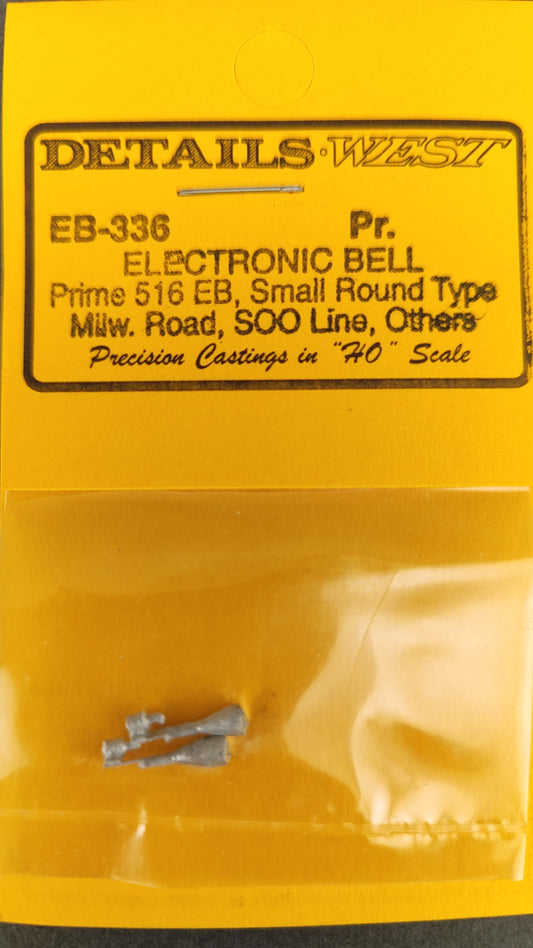 DETAILS·WEST
EB-336 Pr.
ELECTRONIC BELL
Prime 516 EB, Small Round Type
Milw. Road, SOO Line, Others
Precision Castings in "HO" Scale